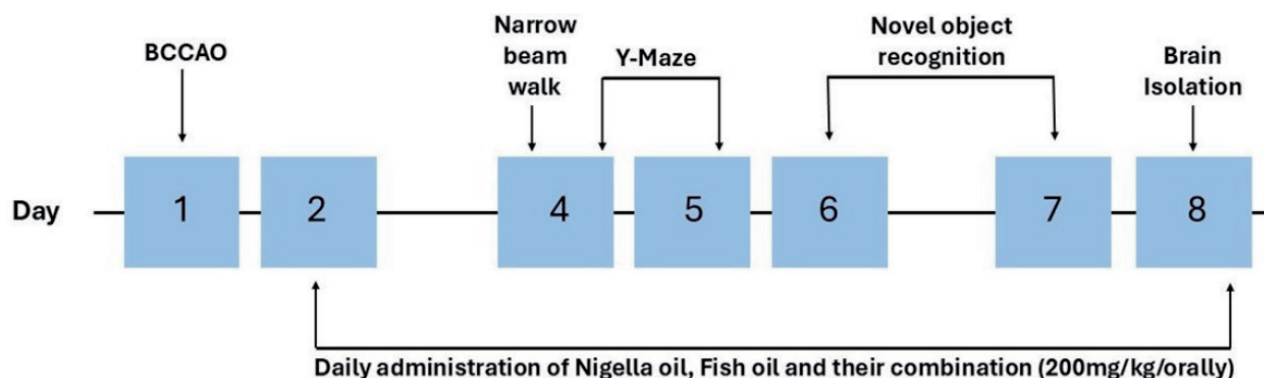 BCCAO
Narrow
beam
walk
Y-Maze
Novel object
recognition
Brain
Isolation
Day
1
2
4
5
6
7
8
Daily administration of Nigella oil, Fish oil and their combination (200mg/kg/orally)